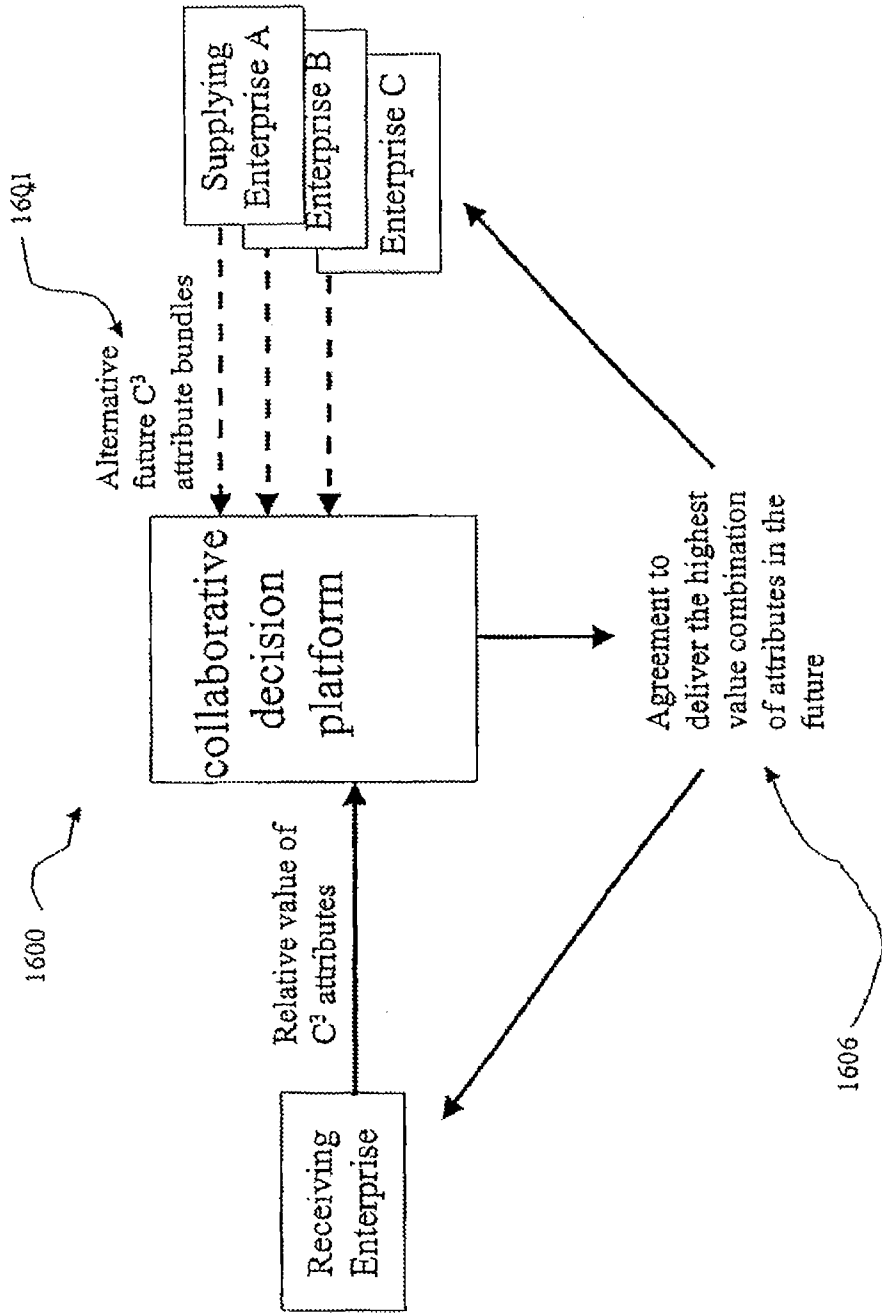 1600
1601
Alternative
future C³
attribute bundles
Receiving
Enterprise
Relative value of
C³ attributes
collaborative
decision
platform
Supplying
Enterprise A
Enterprise B
Enterprise C
Agreement to
deliver the highest
value combination
of attributes in the
future
1606